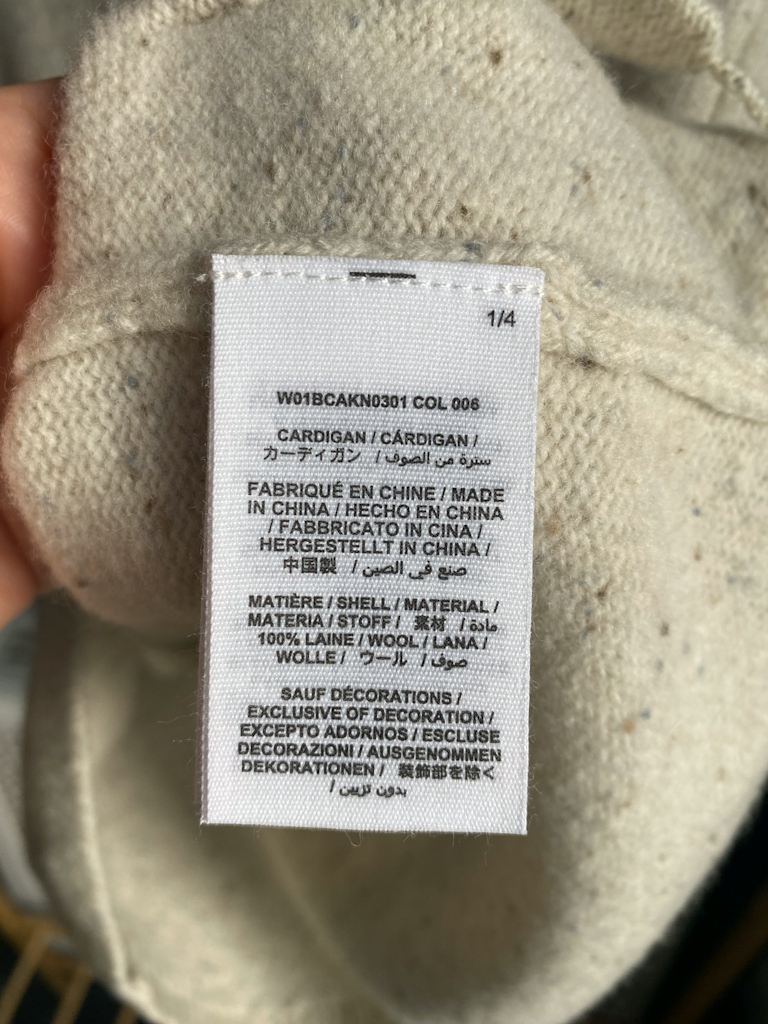 1/4
W01BCAKN0301 COL 006
CARDIGAN / CÁRDIGAN /
カーディガン / سترة من الصوف /
FABRIQUÉ EN CHINE / MADE
IN CHINA / HECHO EN CHINA
/ FABBRICATO IN CINA /
HERGESTELLT IN CHINA /
中国製 / صنع في الصين /
MATIÈRE / SHELL / MATERIAL /
MATERIA / STOFF / 素材 / مادة /
100% LAINE / WOOL / LANA /
WOLLE / ウール / صوف /
SAUF DÉCORATIONS /
EXCLUSIVE OF DECORATION /
EXCEPTO ADORNOS / ESCLUSE
DECORAZIONI / AUSGENOMMEN
DEKORATIONEN / 装飾部を除く
/ بدون تزيين